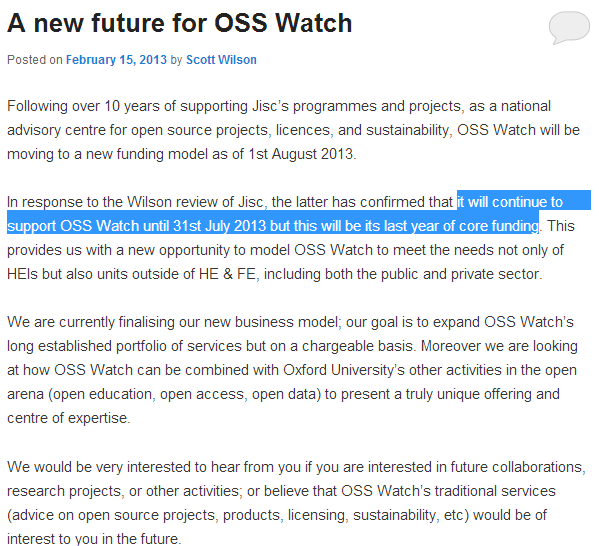 A new future for OSS Watch
Posted on February 15, 2013 by Scott Wilson
Following over 10 years of supporting Jisc's programmes and projects, as a national
advisory centre for open source projects, licences, and sustainability, OSS Watch will be
moving to a new funding model as of 1st August 2013.
In response to the Wilson review of Jisc, the latter has confirmed that it will continue to
support OSS Watch until 31st July 2013 but this will be its last year of core funding. This
provides us with a new opportunity to model OSS Watch to meet the needs not only of
HEIs but also units outside of HE & FE, including both the public and private sector.
We are currently finalising our new business model; our goal is to expand OSS Watch's
long established portfolio of services but on a chargeable basis. Moreover we are looking
at how OSS Watch can be combined with Oxford University's other activities in the open
arena (open education, open access, open data) to present a truly unique offering and
centre of expertise.
We would be very interested to hear from you if you are interested in future collaborations,
research projects, or other activities; or believe that OSS Watch's traditional services
(advice on open source projects, products, licensing, sustainability, etc) would be of
interest to you in the future.